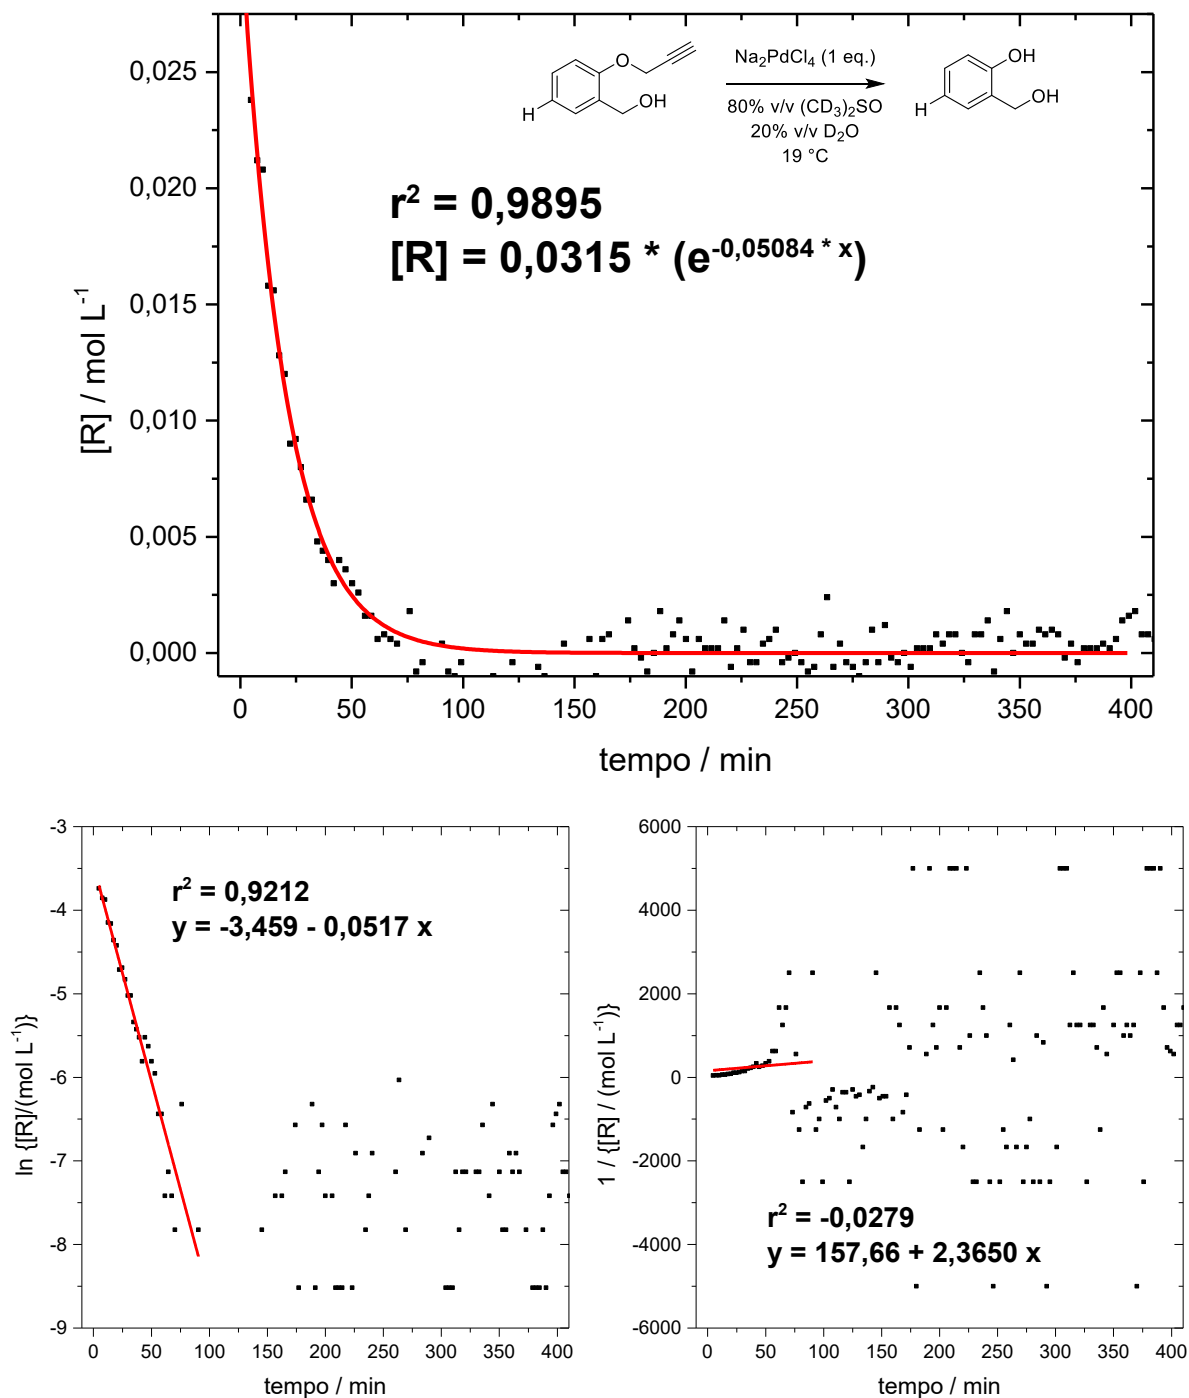 0,025
0,020
0,015
0,010
0,005
0,000
[R] / mol L⁻¹
O
OH
H
Na₂PdCl₄ (1 eq.)
80% v/v (CD₃)₂SO
20% v/v D₂O
19 °C
OH
OH
H
r² = 0,9895
[R] = 0,0315 * (e⁻⁰,⁰⁵⁰⁸⁴ * ˣ)
0 50 100 150 200 250 300 350 400
tempo / min
-3
-4
-5
-6
-7
-8
-9
ln {[R]/(mol L⁻¹)}
r² = 0,9212
y = -3,459 - 0,0517 x
0 50 100 150 200 250 300 350 400
tempo / min
6000
4000
2000
0
-2000
-4000
-6000
1 / {[R] / (mol L⁻¹)}
r² = -0,0279
y = 157,66 + 2,3650 x
0 50 100 150 200 250 300 350 400
tempo / min